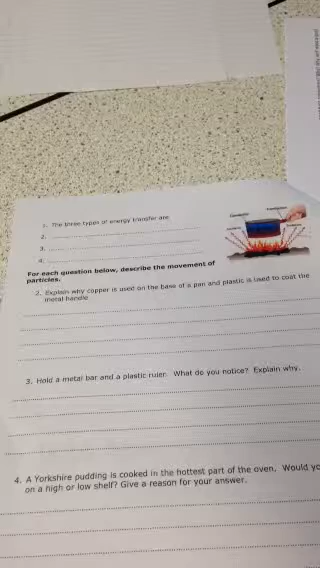 1. The three types of energy transfer are
2.
3.
4.
For each question below, describe the movement of
particles.
2. Explain why copper is used on the base of a pan and plastic is used to coat the
metal handle
3. Hold a metal bar and a plastic ruler. What do you notice? Explain why.
4. A Yorkshire pudding is cooked in the hottest part of the oven. Would yo
on a high or low shelf? Give a reason for your answer.